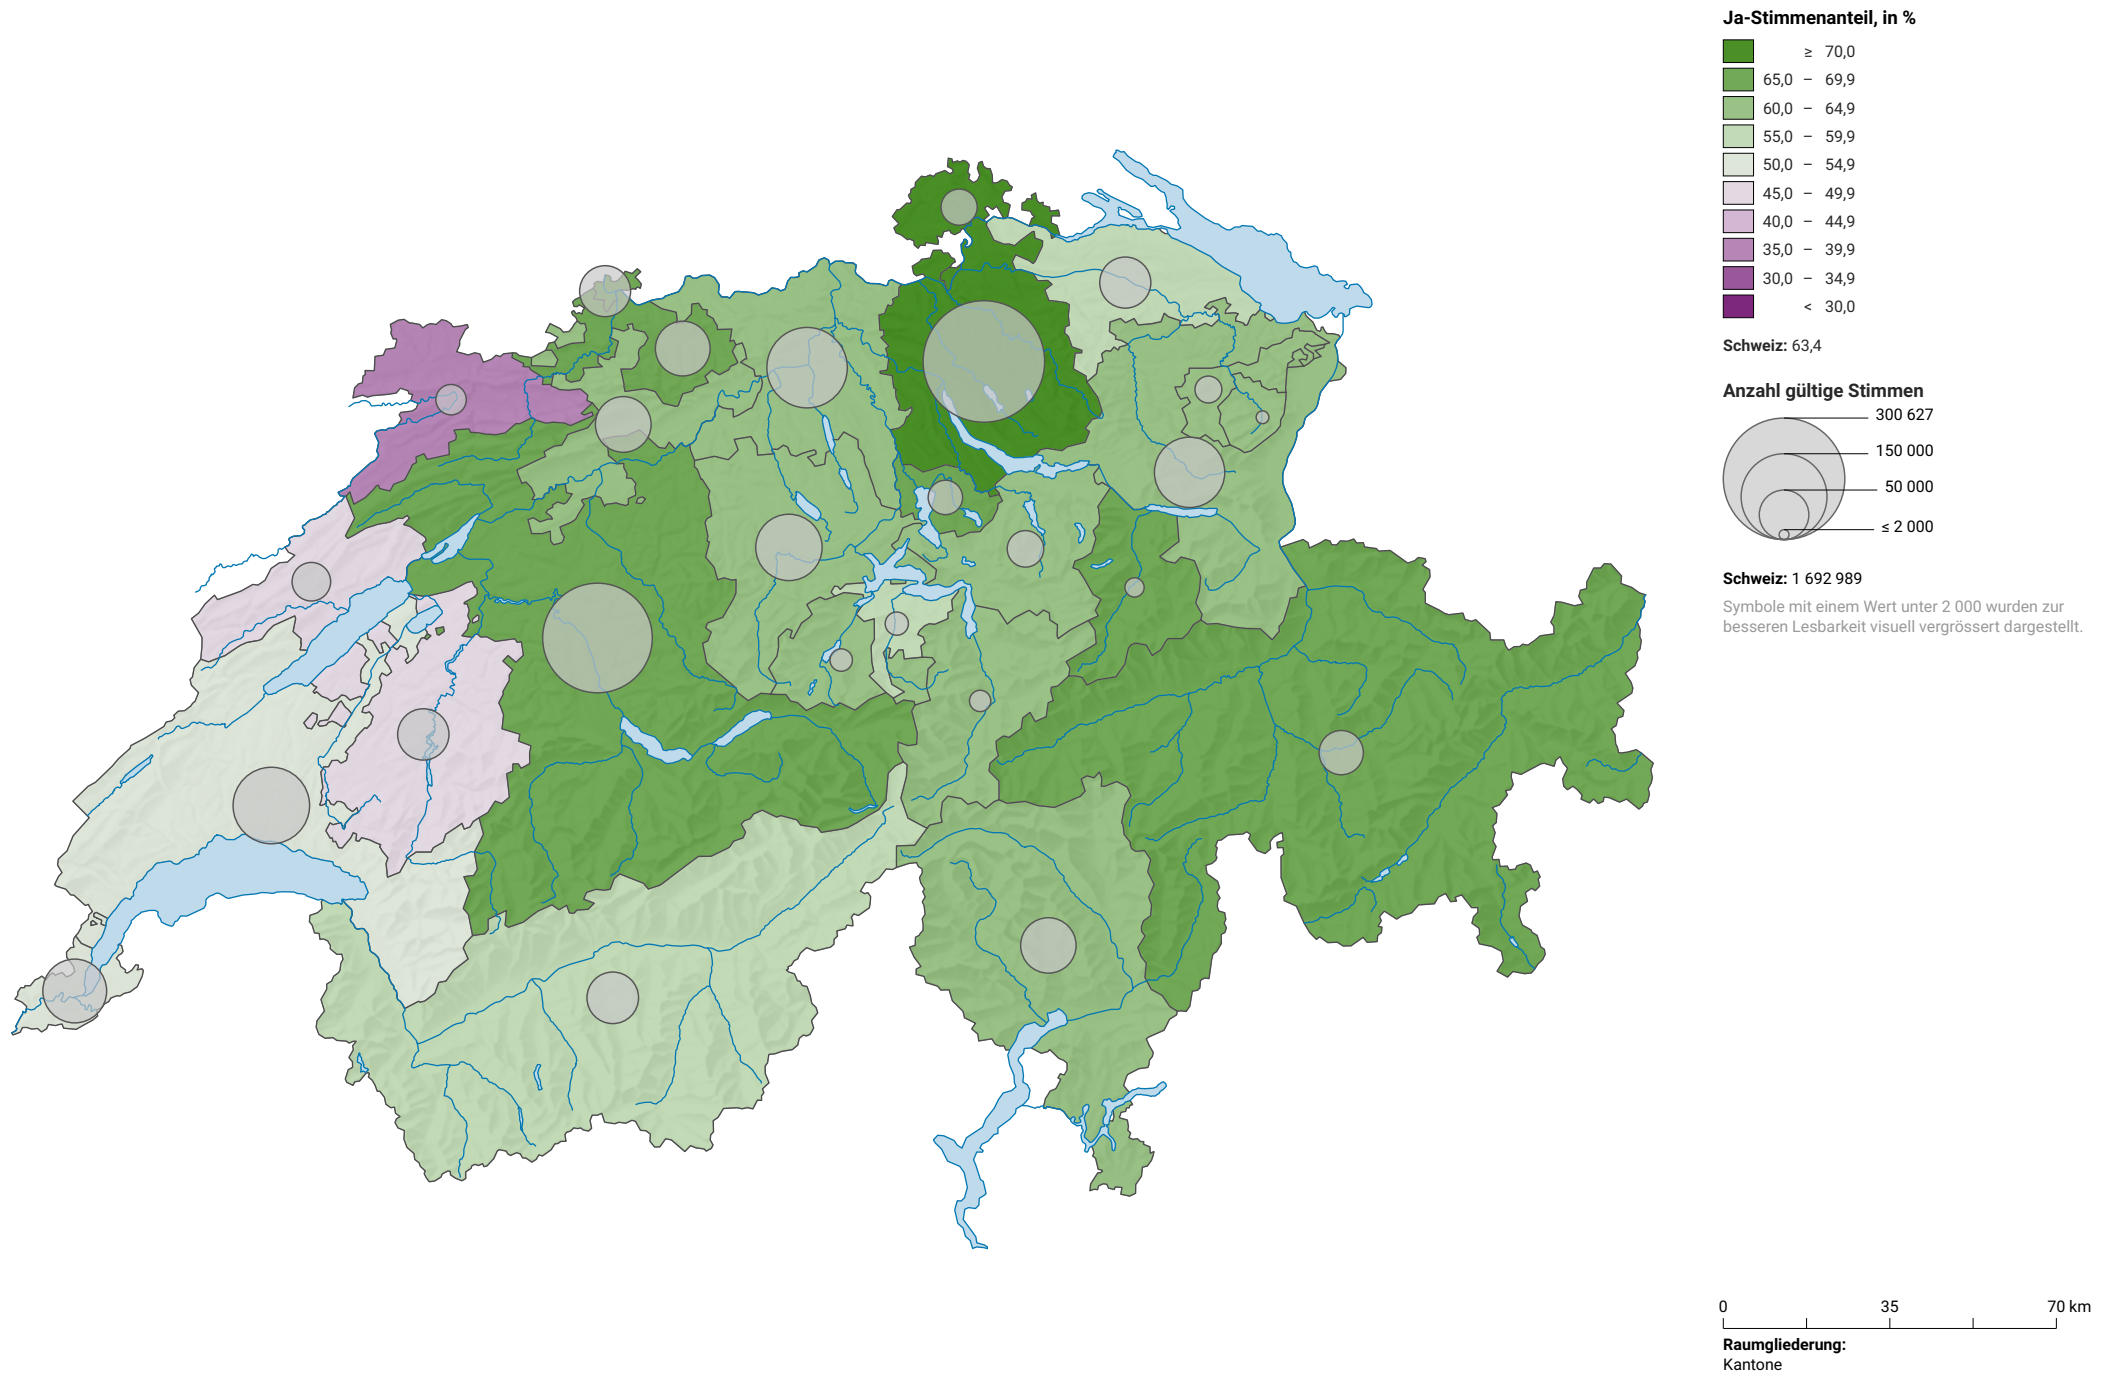 Ja-Stimmenanteil, in %
≥ 70,0
65,0 – 69,9
60,0 – 64,9
55,0 – 59,9
50,0 – 54,9
45,0 – 49,9
40,0 – 44,9
35,0 – 39,9
30,0 – 34,9
< 30,0
Schweiz: 63,4
Anzahl gültige Stimmen
300 627
150 000
50 000
≤ 2 000
Schweiz: 1 692 989
Symbole mit einem Wert unter 2 000 wurden zur
besseren Lesbarkeit visuell vergrössert dargestellt.
0 35 70 km
Raumgliederung:
Kantone